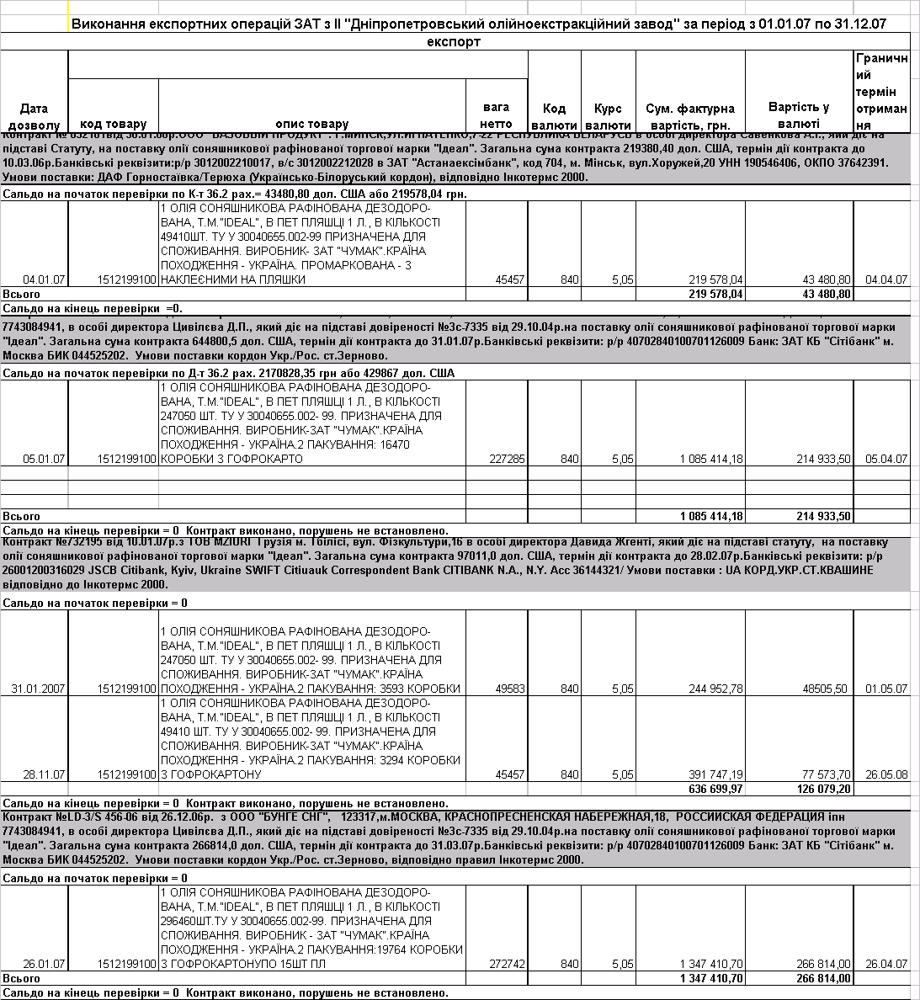 Виконання експортних операцій ЗАТ з ІІ "Дніпропетровський олійноекстракційний завод" за період з 01.01.07 по 31.12.07
експорт
Дата дозволу
код товару
опис товару
вага нетто
Код валюти
Курс валюти
Сум. фактурна вартість, грн.
Вартість у валюті
Граничний термін отримання
підставі Статуту, на поставку олії соняшникової рафінованої торгової марки "Ідеал". Загальна сума контракта 219380,40 дол. США, термін дії контракта до
10.03.06р.Банківські реквізити:р/р 3012002210017, в/с 3012002212028 в ЗАТ "Астанаексімбанк", код 704, м. Мінськ, вул.Хоружей,20 УНН 190546406, ОКПО 37642391.
Умови поставки: ДАФ Горностаївка/Терюха (Українсько-Білоруський кордон), відповідно Інкотермс 2000.
Сальдо на початок перевірки по К-т 36.2 рах.= 43480,80 дол. США або 219578,04 грн.
1 ОЛІЯ СОНЯШНИКОВА РАФІНОВАНА ДЕЗОДОРО-
ВАНА, Т.М."IDEAL", В ПЕТ ПЛЯШЦІ 1 Л., В КІЛЬКОСТІ
49410ШТ. ТУ У 30040655.002-99 ПРИЗНАЧЕНА ДЛЯ
СПОЖИВАННЯ. ВИРОБНИК- ЗАТ "ЧУМАК".КРАЇНА
ПОХОДЖЕННЯ - УКРАЇНА. ПРОМАРКОВАНА - З
04.01.07 1512199100 НАКЛЕЄНИМИ НА ПЛЯШКИ 45457 840 5,05 219 578,04 43 480,80 04.04.07
Всього 219 578,04 43 480,80
Сальдо на кінець перевірки =0.
7743084941, в особі директора Цивілєва Д.П., який діє на підставі довіреності №3с-7335 від 29.10.04р.на поставку олії соняшникової рафінованої торгової марки
"Ідеал". Загальна сума контракта 644800,5 дол. США, термін дії контракта до 31.01.07р.Банківські реквізити: р/р 40702840100701126009 Банк: ЗАТ КБ "Сітібанк" м.
Москва БИК 044525202. Умови поставки кордон Укр./Рос. ст.Зерново.
Сальдо на початок перевірки по Д-т 36.2 рах. 2170828,35 грн або 429867 дол. США
1 ОЛІЯ СОНЯШНИКОВА РАФІНОВАНА ДЕЗОДОРО-
ВАНА, Т.М."IDEAL", В ПЕТ ПЛЯШЦІ 1 Л., В КІЛЬКОСТІ
247050 ШТ. ТУ У 30040655.002- 99. ПРИЗНАЧЕНА ДЛЯ
СПОЖИВАННЯ. ВИРОБНИК-ЗАТ "ЧУМАК".КРАЇНА
ПОХОДЖЕННЯ - УКРАЇНА.2 ПАКУВАННЯ: 16470
05.01.07 1512199100 КОРОБКИ З ГОФРОКАРТО 227285 840 5,05 1 085 414,18 214 933,50 05.04.07
Всього 1 085 414,18 214 933,50
Сальдо на кінець перевірки = 0 Контракт виконано, порушень не встановлено.
Контракт №732195 від 10.01.07р.з ТОВ MZIURI Грузія м. Тбілісі, вул. Фізкультури,16 в особі директора Давида Жгенті, який діє на підставі статуту, на поставку
олії соняшникової рафінованої торгової марки "Ідеал". Загальна сума контракта 97011,0 дол. США, термін дії контракта до 28.02.07р.Банківські реквізити: р/р
26001200316029 JSCB Citibank, Kyiv, Ukraine SWIFT Citiuauk Correspondent Bank CITIBANK N.A., N.Y. Acc 36144321/ Умови поставки : UA КОРД.УКР.СТ.КВАШИНЕ
відповідно до Інкотермс 2000.
Сальдо на початок перевірки = 0
1 ОЛІЯ СОНЯШНИКОВА РАФІНОВАНА ДЕЗОДОРО-
ВАНА, Т.М."IDEAL", В ПЕТ ПЛЯШЦІ 1 Л., В КІЛЬКОСТІ
247050 ШТ. ТУ У 30040655.002- 99. ПРИЗНАЧЕНА ДЛЯ
СПОЖИВАННЯ. ВИРОБНИК-ЗАТ "ЧУМАК".КРАЇНА
31.01.2007 1512199100 ПОХОДЖЕННЯ - УКРАЇНА.2 ПАКУВАННЯ: 3593 КОРОБКИ 49583 840 5,05 244 952,78 48505,50 01.05.07
1 ОЛІЯ СОНЯШНИКОВА РАФІНОВАНА ДЕЗОДОРО-
ВАНА, Т.М."IDEAL", В ПЕТ ПЛЯШЦІ 1 Л., В КІЛЬКОСТІ
49410 ШТ. ТУ У 30040655.002- 99. ПРИЗНАЧЕНА ДЛЯ
СПОЖИВАННЯ. ВИРОБНИК-ЗАТ "ЧУМАК".КРАЇНА
ПОХОДЖЕННЯ - УКРАЇНА.2 ПАКУВАННЯ: 3294 КОРОБКИ
28.11.07 1512199100 З ГОФРОКАРТОНУ 45457 840 5,05 391 747,19 77 573,70 26.05.08
636 699,97 126 079,20
Сальдо на кінець перевірки = 0 Контракт виконано, порушень не встановлено.
Контракт №LD-3/S 456-06 від 26.12.06р. з ООО "БУНГЕ СНГ", 123317,м.МОСКВА, КРАСНОПРЕСНЕНСКАЯ НАБЕРЕЖНАЯ,18, РОССИЙСКАЯ ФЕДЕРАЦИЯ іпн
7743084941, в особі директора Цивілєва Д.П., який діє на підставі довіреності №3с-7335 від 29.10.04р.на поставку олії соняшникової рафінованої торгової марки
"Ідеал". Загальна сума контракта 266814,0 дол. США, термін дії контракта до 31.03.07р.Банківські реквізити: р/р 40702840100701126009 Банк: ЗАТ КБ "Сітібанк" м.
Москва БИК 044525202. Умови поставки кордон Укр./Рос. ст.Зерново, відповідно правил Інкотермс 2000.
Сальдо на початок перевірки = 0
1 ОЛІЯ СОНЯШНИКОВА РАФІНОВАНА ДЕЗОДОРО-
ВАНА, Т.М."IDEAL", В ПЕТ ПЛЯШЦІ 1 Л., В КІЛЬКОСТІ
296460ШТ.ТУ У 30040655.002-99. ПРИЗНАЧЕНА ДЛЯ
СПОЖИВАННЯ. ВИРОБНИК - ЗАТ "ЧУМАК".КРАЇНА
ПОХОДЖЕННЯ - УКРАЇНА.2 ПАКУВАННЯ:19764 КОРОБКИ
26.01.07 1512199100 З ГОФРОКАРТОНУПО 15ШТ ПЛ 272742 840 5,05 1 347 410,70 266 814,00 26.04.07
Всього 1 347 410,70 266 814,00
Сальдо на кінець перевірки = 0 Контракт виконано, порушень не встановлено.